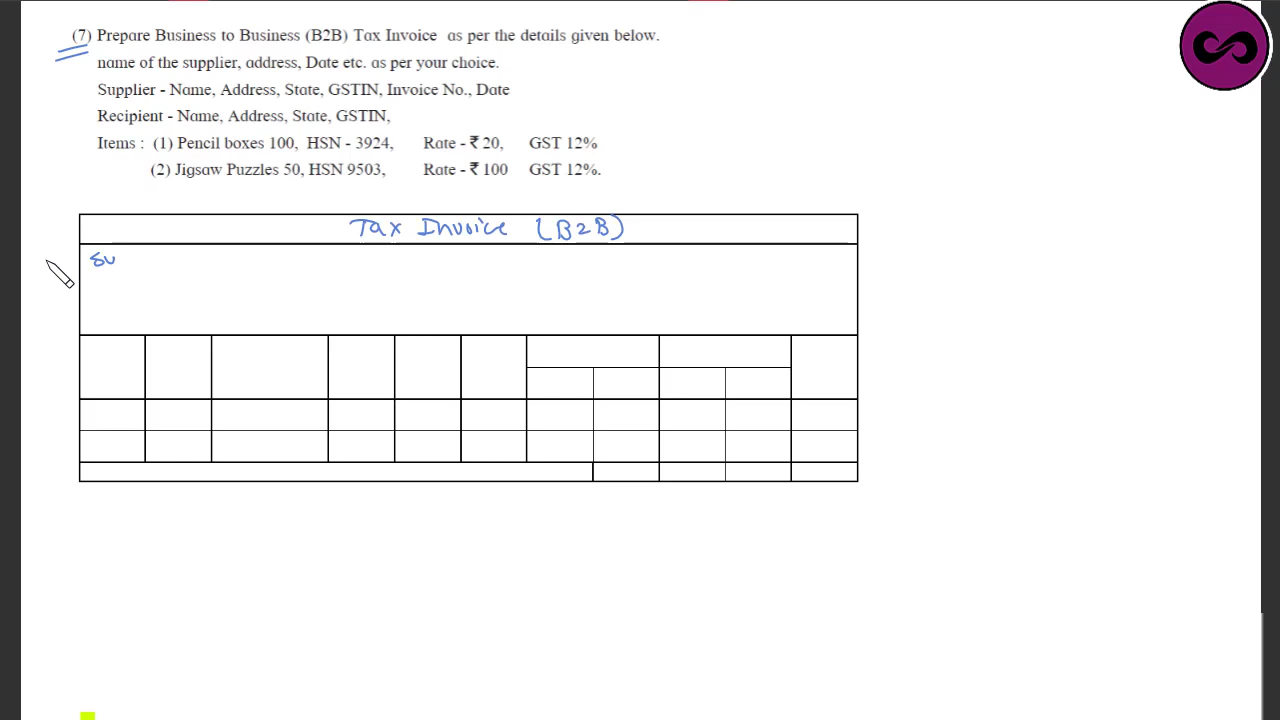 (7) Prepare Business to Business (B2B) Tax Invoice as per the details given below.
name of the supplier, address, Date etc. as per your choice.
Supplier - Name, Address, State, GSTIN, Invoice No., Date
Recipient - Name, Address, State, GSTIN,
Items : (1) Pencil boxes 100, HSN - 3924, Rate - ₹ 20, GST 12%
(2) Jigsaw Puzzles 50, HSN 9503, Rate - ₹ 100 GST 12%.
Tax Invoice (B2B)
Su